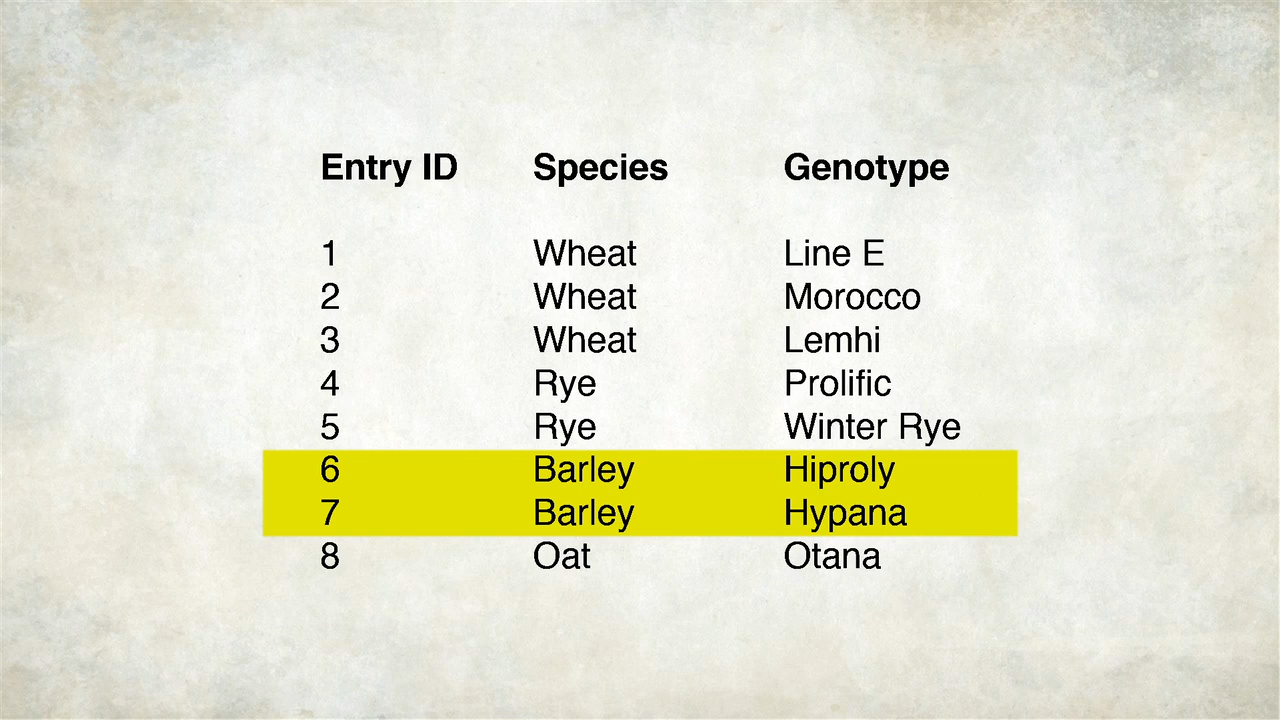 Entry ID Species Genotype
1 Wheat Line E
2 Wheat Morocco
3 Wheat Lemhi
4 Rye Prolific
5 Rye Winter Rye
6 Barley Hiproly
7 Barley Hypana
8 Oat Otana